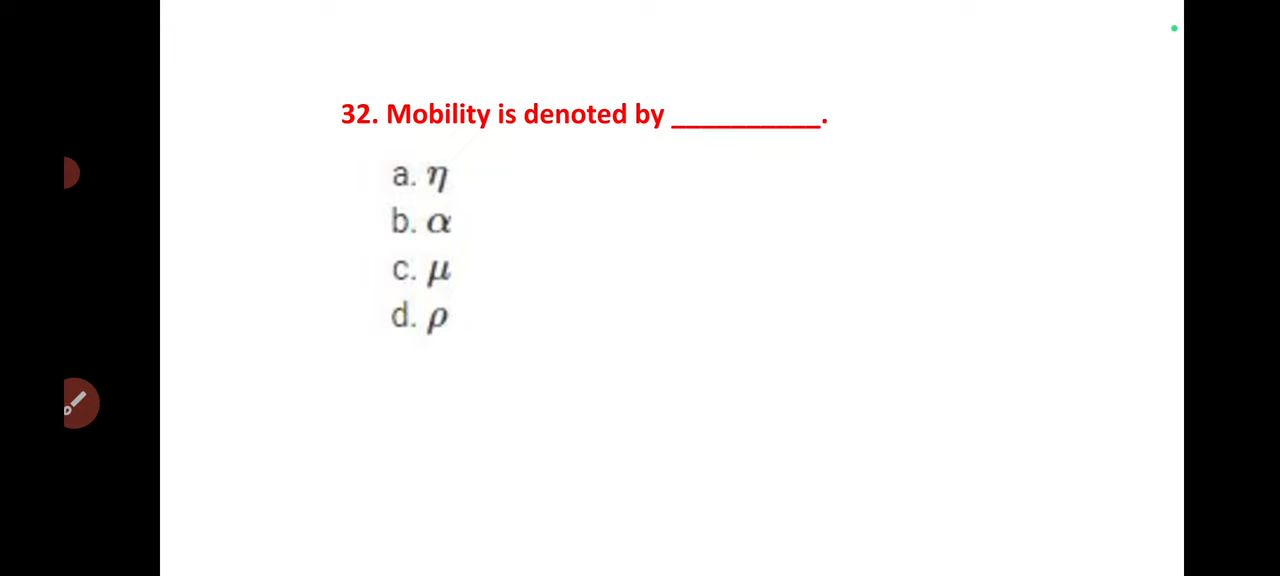 32. Mobility is denoted by __________.
a. η
b. α
c. μ
d. ρ